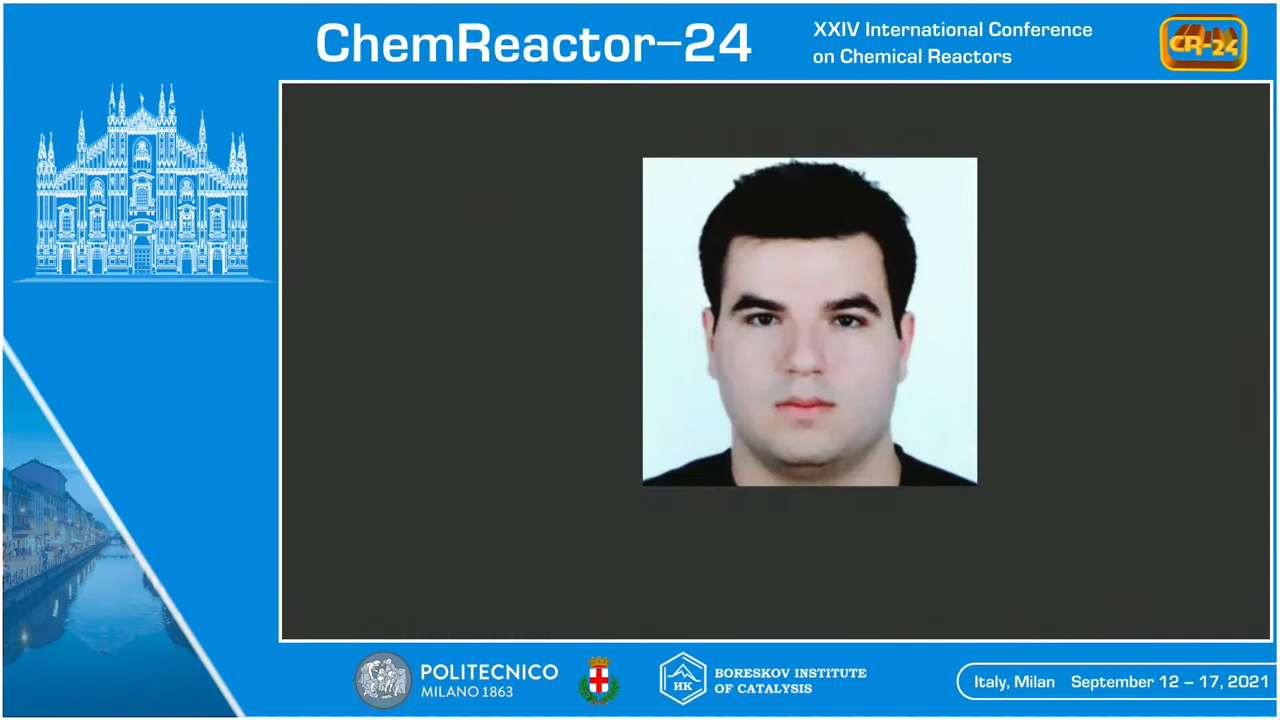 ChemReactor–24
XXIV International Conference
on Chemical Reactors
CR-24
POLITECNICO
MILANO 1863
НК
BORESKOV INSTITUTE
OF CATALYSIS
Italy, Milan September 12 – 17, 2021